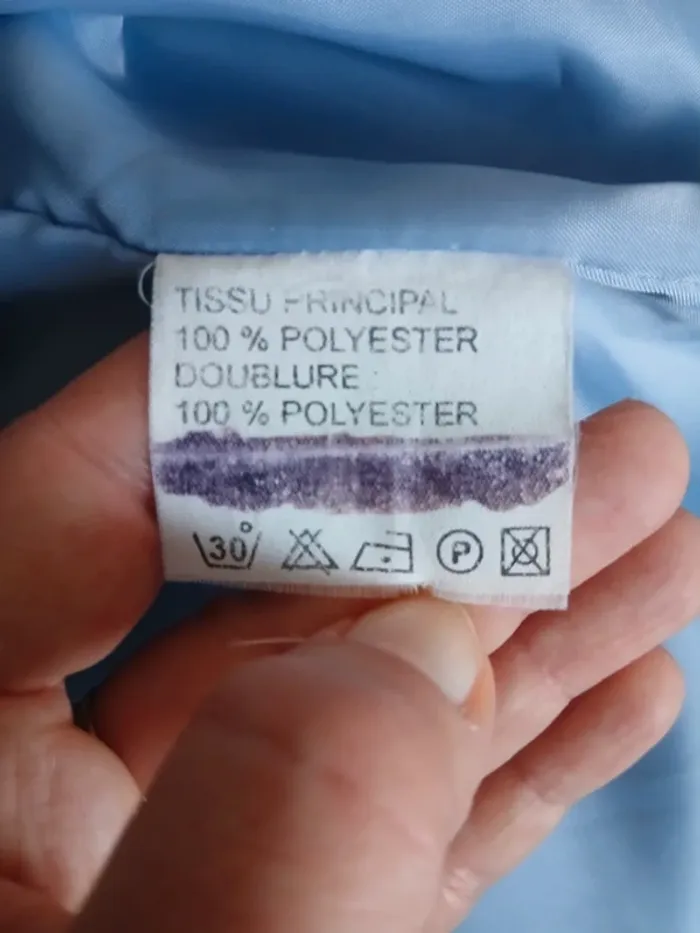 TISSU PRINCIPAL
100 % POLYESTER
DOUBLURE
100 % POLYESTER
30° P